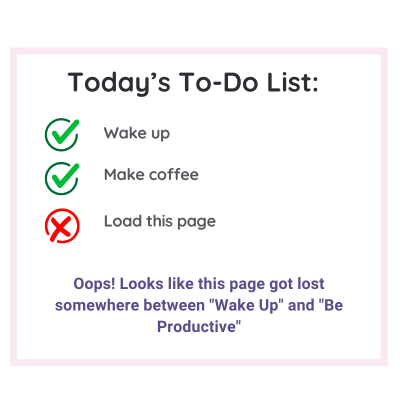 Today’s To-Do List:
Wake up
Make coffee
Load this page
Oops! Looks like this page got lost
somewhere between "Wake Up" and "Be
Productive"